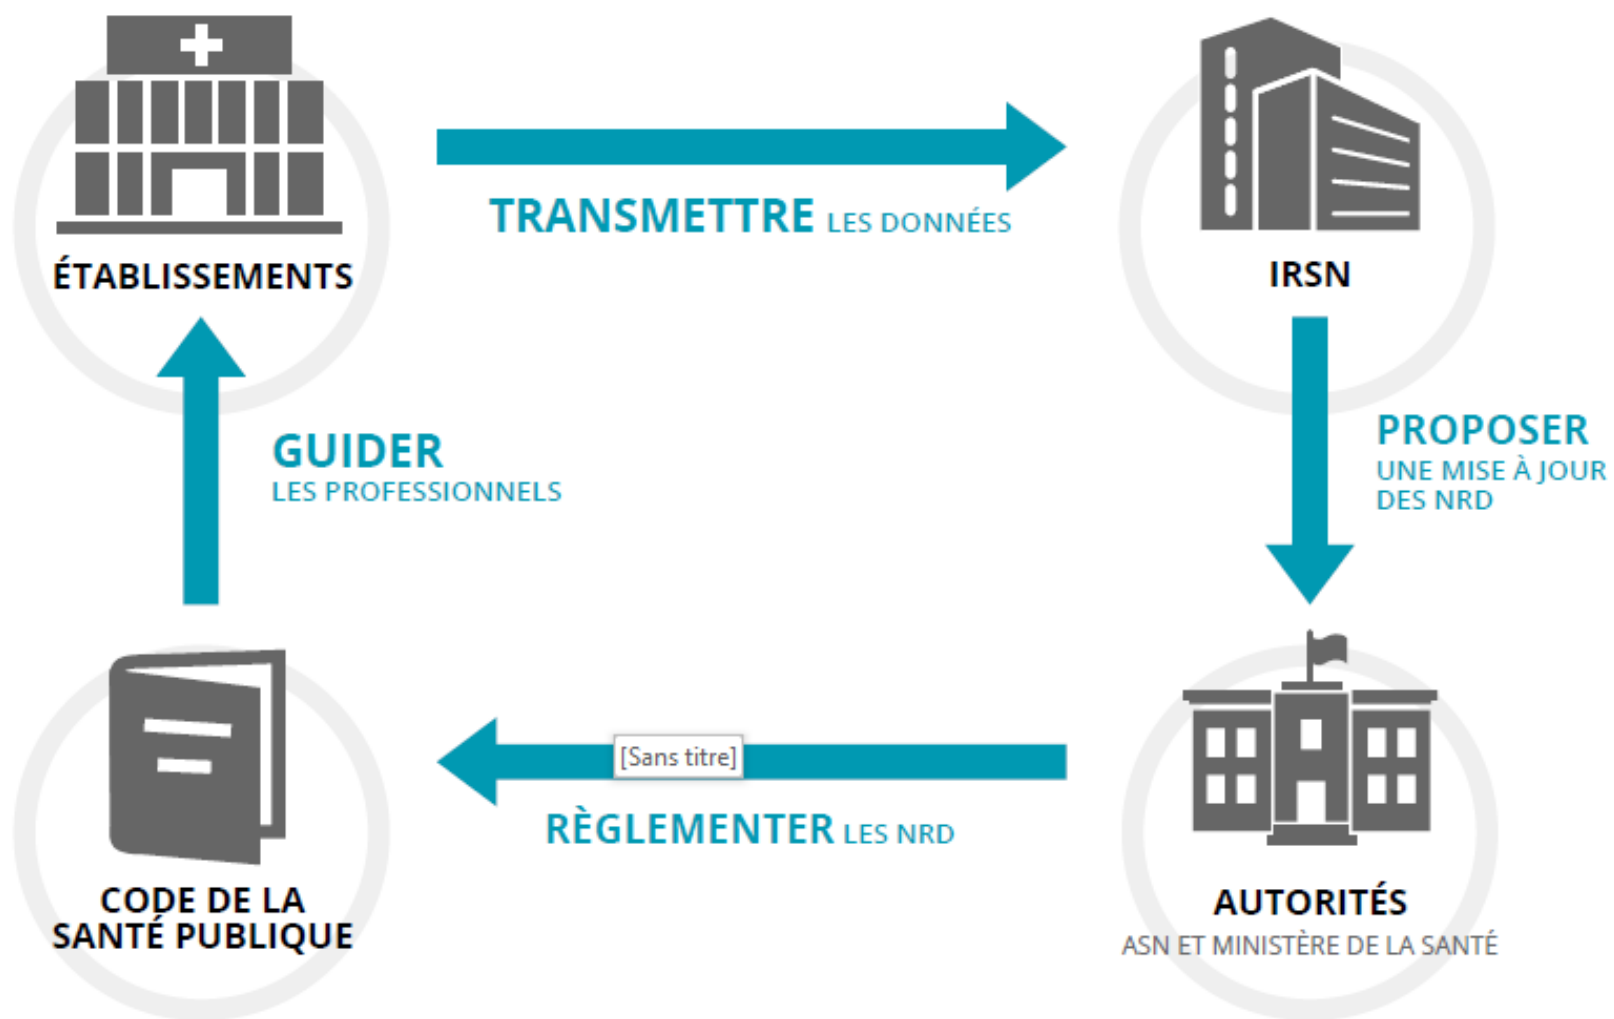 ÉTABLISSEMENTS
TRANSMETTRE LES DONNÉES
IRSN
PROPOSER
UNE MISE À JOUR
DES NRD
GUIDER
LES PROFESSIONNELS
[Sans titre]
RÈGLEMENTER LES NRD
CODE DE LA
SANTÉ PUBLIQUE
AUTORITÉS
ASN ET MINISTÈRE DE LA SANTÉ